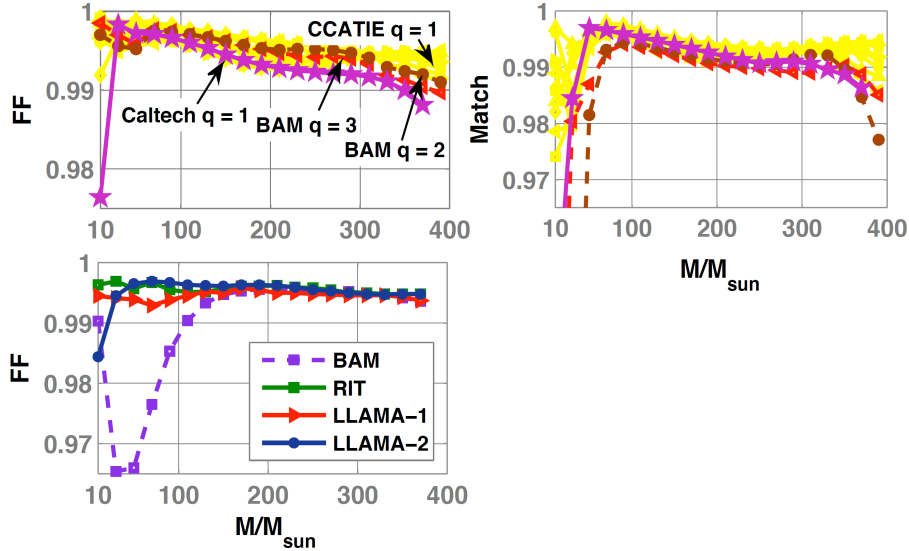 1
0.99
0.98
FF
CCATIE q = 1
Caltech q = 1
BAM q = 3
BAM q = 2
10 100 200 300 400
1
0.99
0.98
0.97
Match
10 100 200 300 400
M/M_sun
1
0.99
0.98
0.97
FF
BAM
RIT
LLAMA−1
LLAMA−2
10 100 200 300 400
M/M_sun